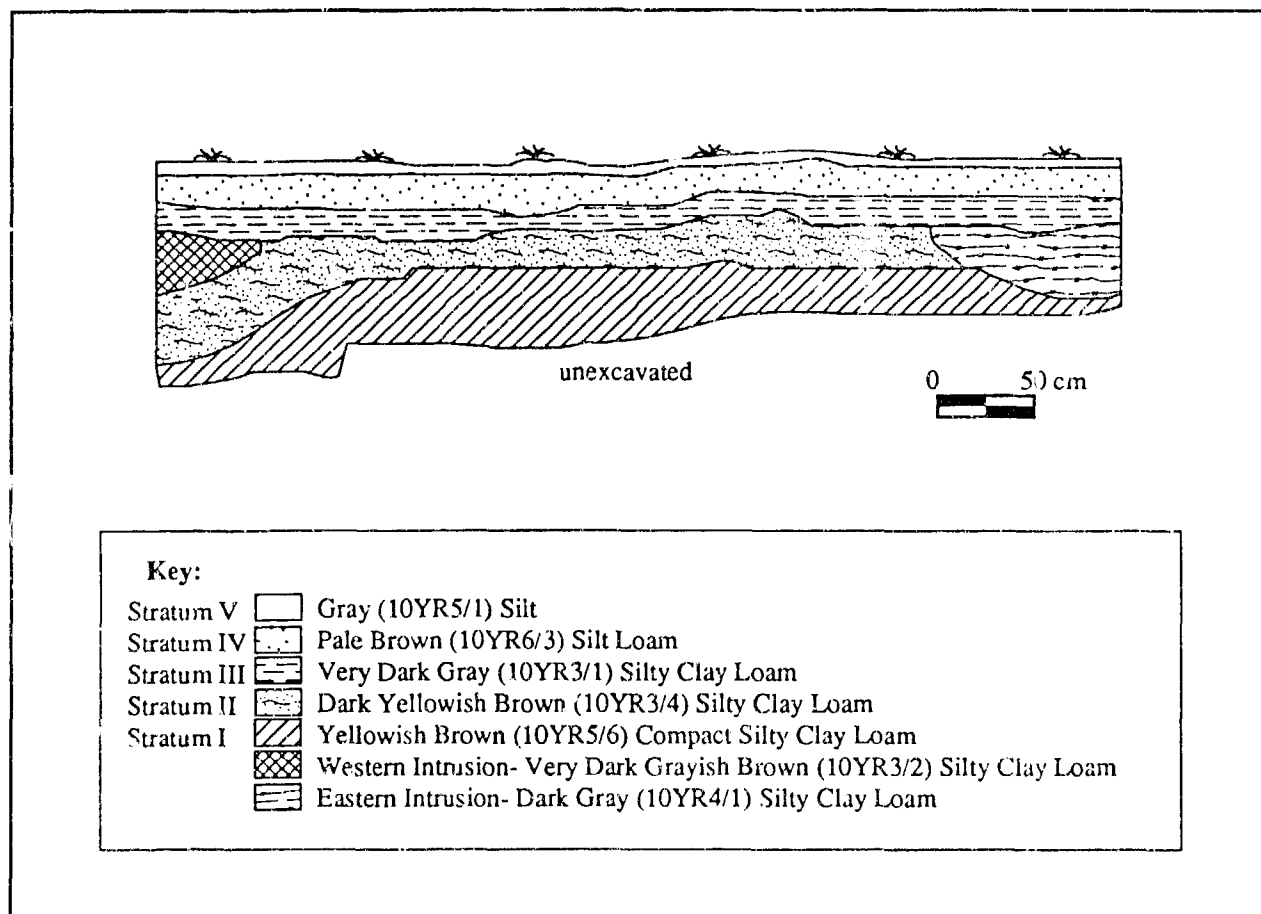 unexcavated
0 50 cm
Key:
Stratum V Gray (10YR5/1) Silt
Stratum IV Pale Brown (10YR6/3) Silt Loam
Stratum III Very Dark Gray (10YR3/1) Silty Clay Loam
Stratum II Dark Yellowish Brown (10YR3/4) Silty Clay Loam
Stratum I Yellowish Brown (10YR5/6) Compact Silty Clay Loam
Western Intrusion- Very Dark Grayish Brown (10YR3/2) Silty Clay Loam
Eastern Intrusion- Dark Gray (10YR4/1) Silty Clay Loam